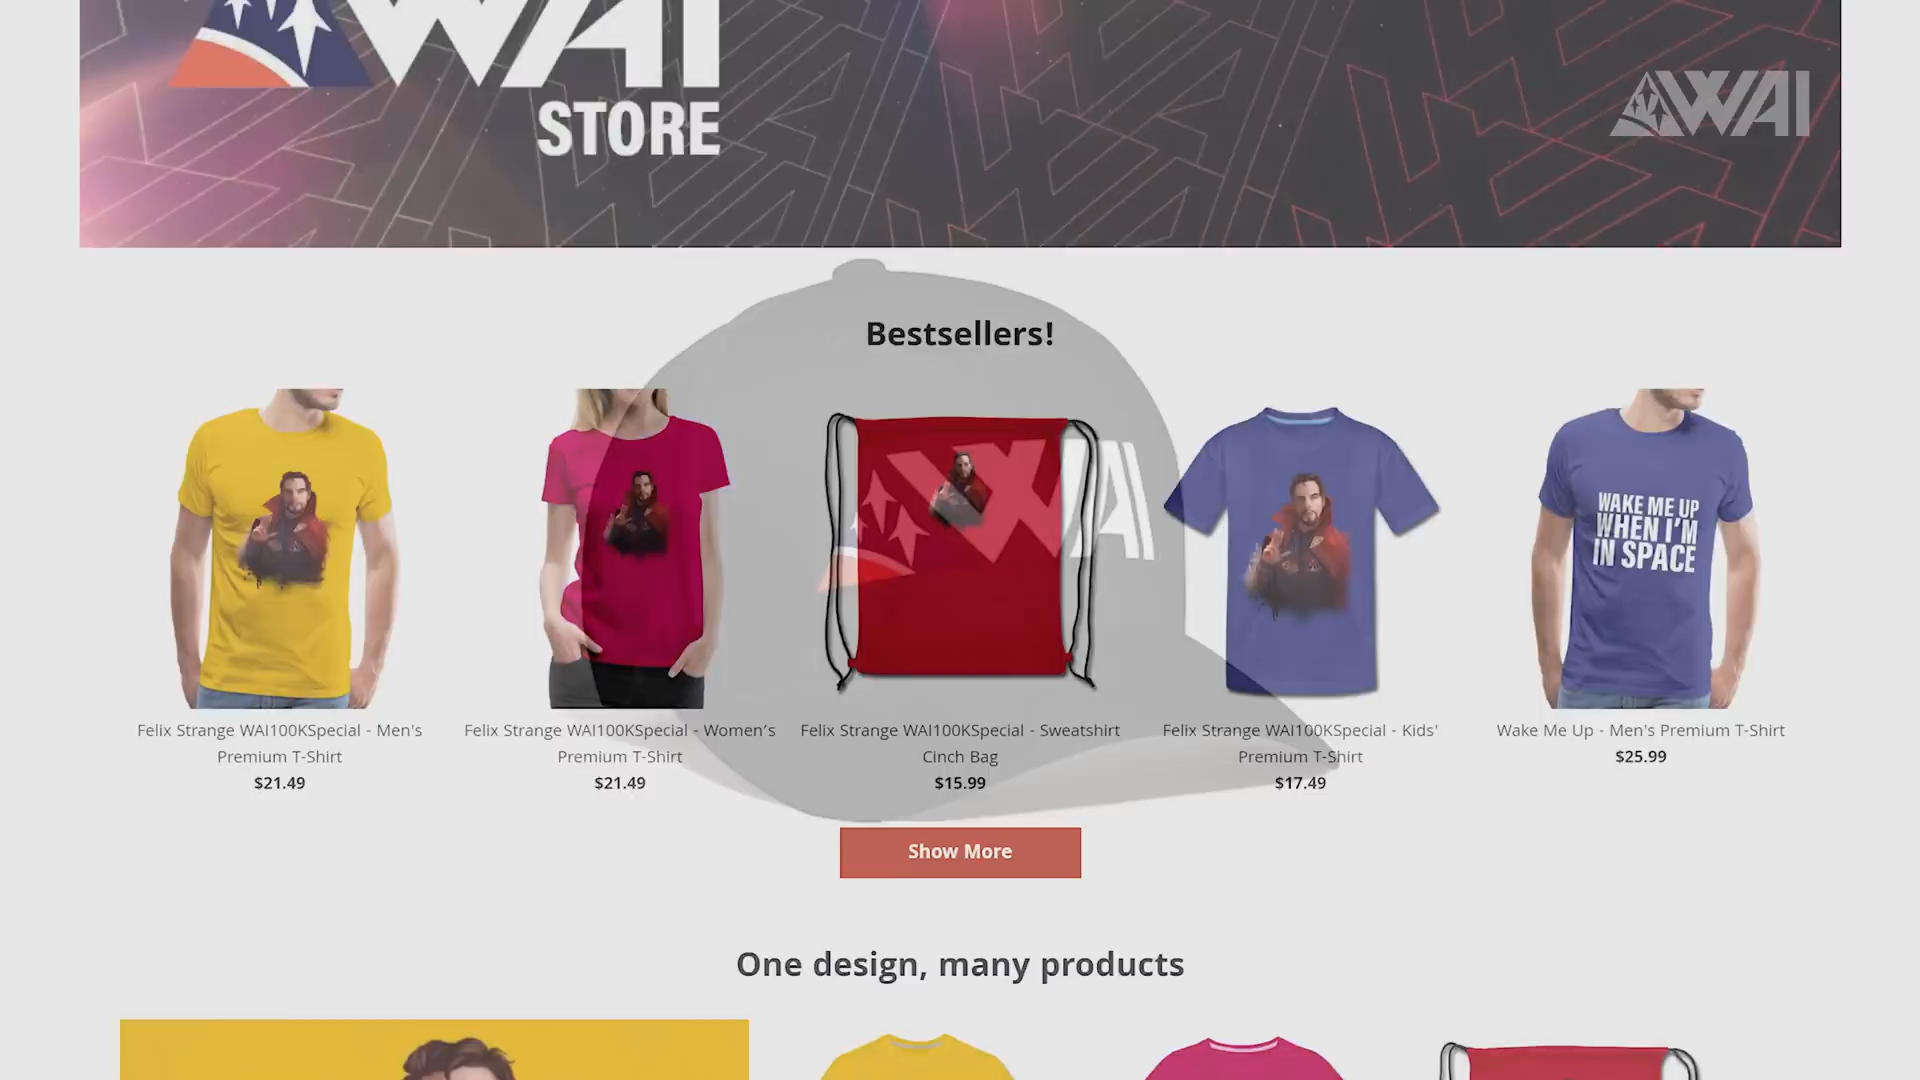 WAI
STORE
WAI
Bestsellers!
WAI
WAKE ME UP
WHEN I'M
IN SPACE
Felix Strange WAI100KSpecial - Men's
Premium T-Shirt
$21.49
Felix Strange WAI100KSpecial - Women's
Premium T-Shirt
$21.49
Felix Strange WAI100KSpecial - Sweatshirt
Cinch Bag
$15.99
Felix Strange WAI100KSpecial - Kids'
Premium T-Shirt
$17.49
Wake Me Up - Men's Premium T-Shirt
$25.99
Show More
One design, many products